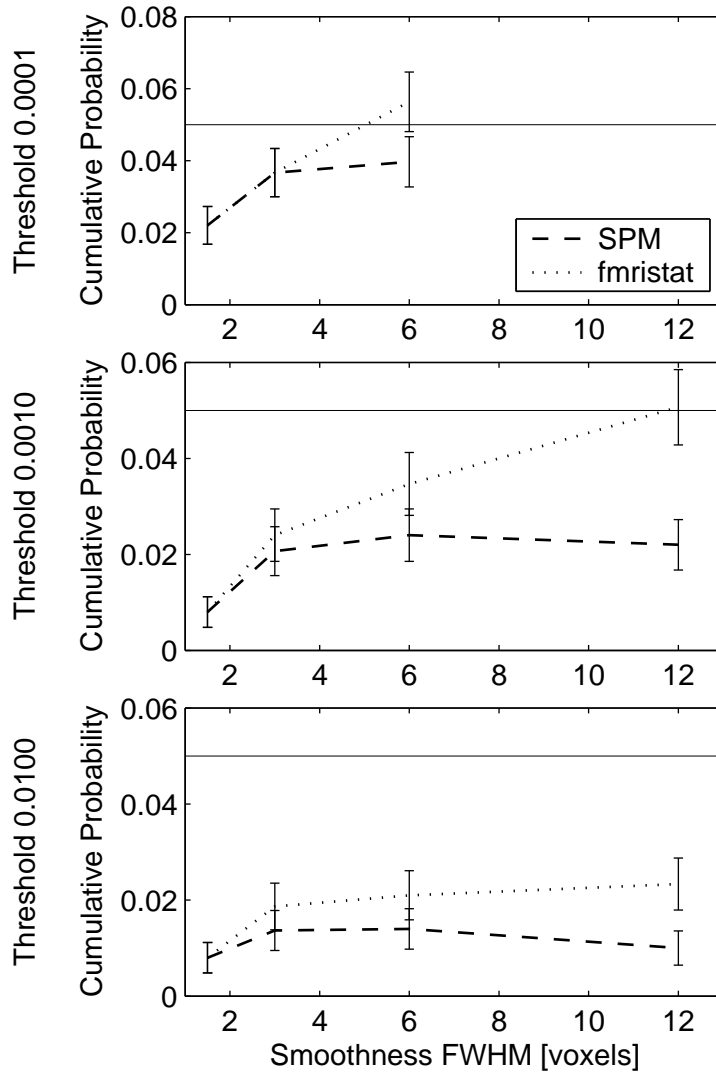 Threshold 0.0001
Cumulative Probability
0.08
0.06
0.04
0.02
0
2 4 6 8 10 12
SPM
fmristat
Threshold 0.0010
Cumulative Probability
0.06
0.04
0.02
0
2 4 6 8 10 12
Threshold 0.0100
Cumulative Probability
0.06
0.04
0.02
0
2 4 6 8 10 12
Smoothness FWHM [voxels]